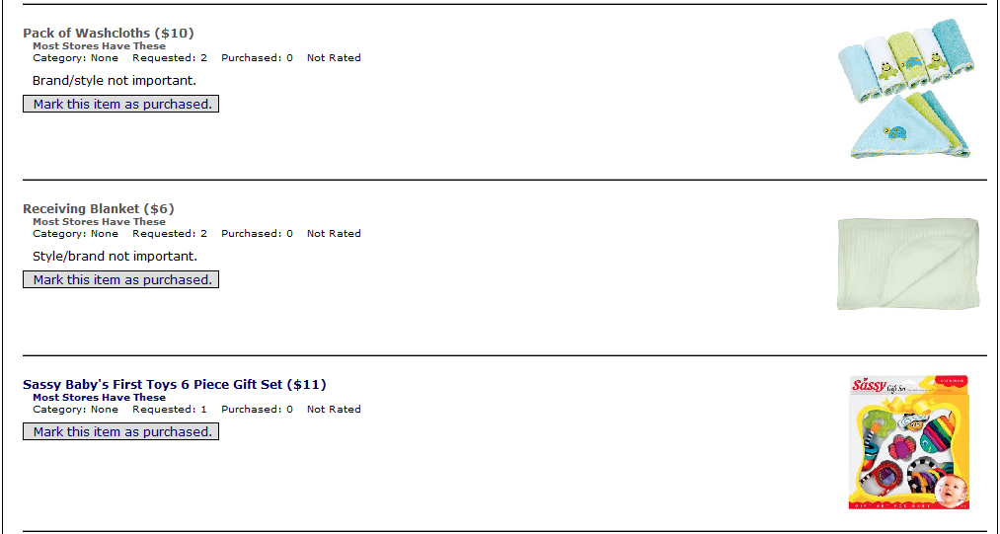 Pack of Washcloths ($10)
Most Stores Have These
Category: None Requested: 2 Purchased: 0 Not Rated
Brand/style not important.
Mark this item as purchased.
Receiving Blanket ($6)
Most Stores Have These
Category: None Requested: 2 Purchased: 0 Not Rated
Style/brand not important.
Mark this item as purchased.
Sassy Baby's First Toys 6 Piece Gift Set ($11)
Most Stores Have These
Category: None Requested: 1 Purchased: 0 Not Rated
Mark this item as purchased.
Sassy Gift Set